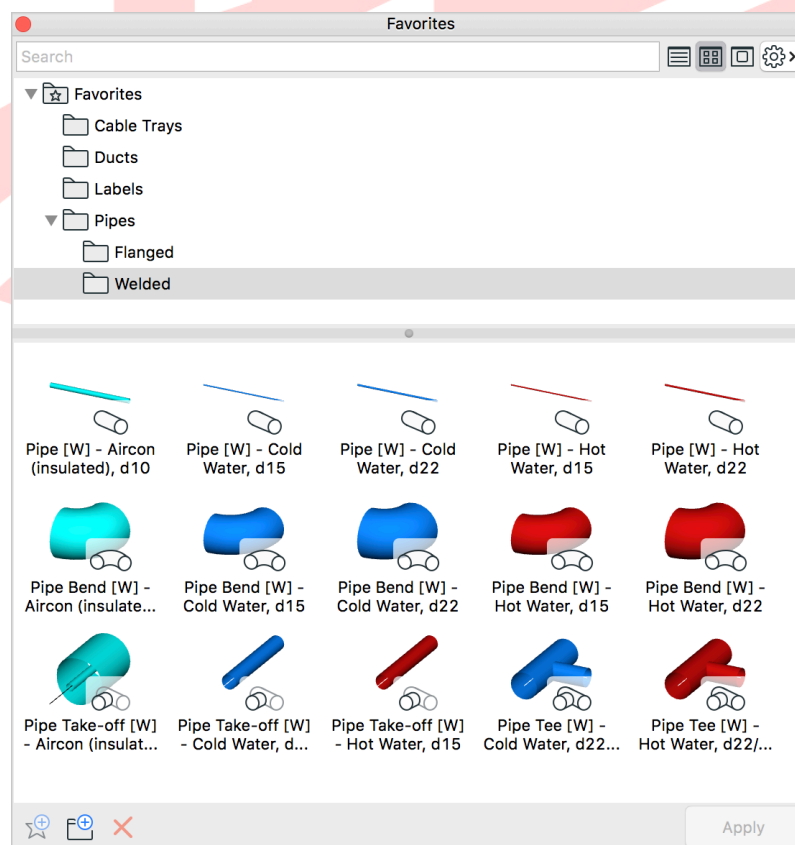 Favorites
Search
Favorites
Cable Trays
Ducts
Labels
Pipes
Flanged
Welded
Pipe [W] - Aircon
(insulated), d10
Pipe [W] - Cold
Water, d15
Pipe [W] - Cold
Water, d22
Pipe [W] - Hot
Water, d15
Pipe [W] - Hot
Water, d22
Pipe Bend [W] -
Aircon (insulate...
Pipe Bend [W] -
Cold Water, d15
Pipe Bend [W] -
Cold Water, d22
Pipe Bend [W] -
Hot Water, d15
Pipe Bend [W] -
Hot Water, d22
Pipe Take-off [W]
- Aircon (insulat...
Pipe Take-off [W]
- Cold Water, d...
Pipe Take-off [W]
- Hot Water, d15
Pipe Tee [W] -
Cold Water, d22...
Pipe Tee [W] -
Hot Water, d22/...
Apply